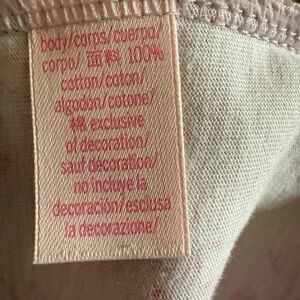 body/corps/cuerpo/
corpo/ 面料 100%
cotton/coton/
algodón/cotone/
棉 exclusive
of decoration/
sauf décoration/
no incluye la
decoración/esclusa
la decorazione/